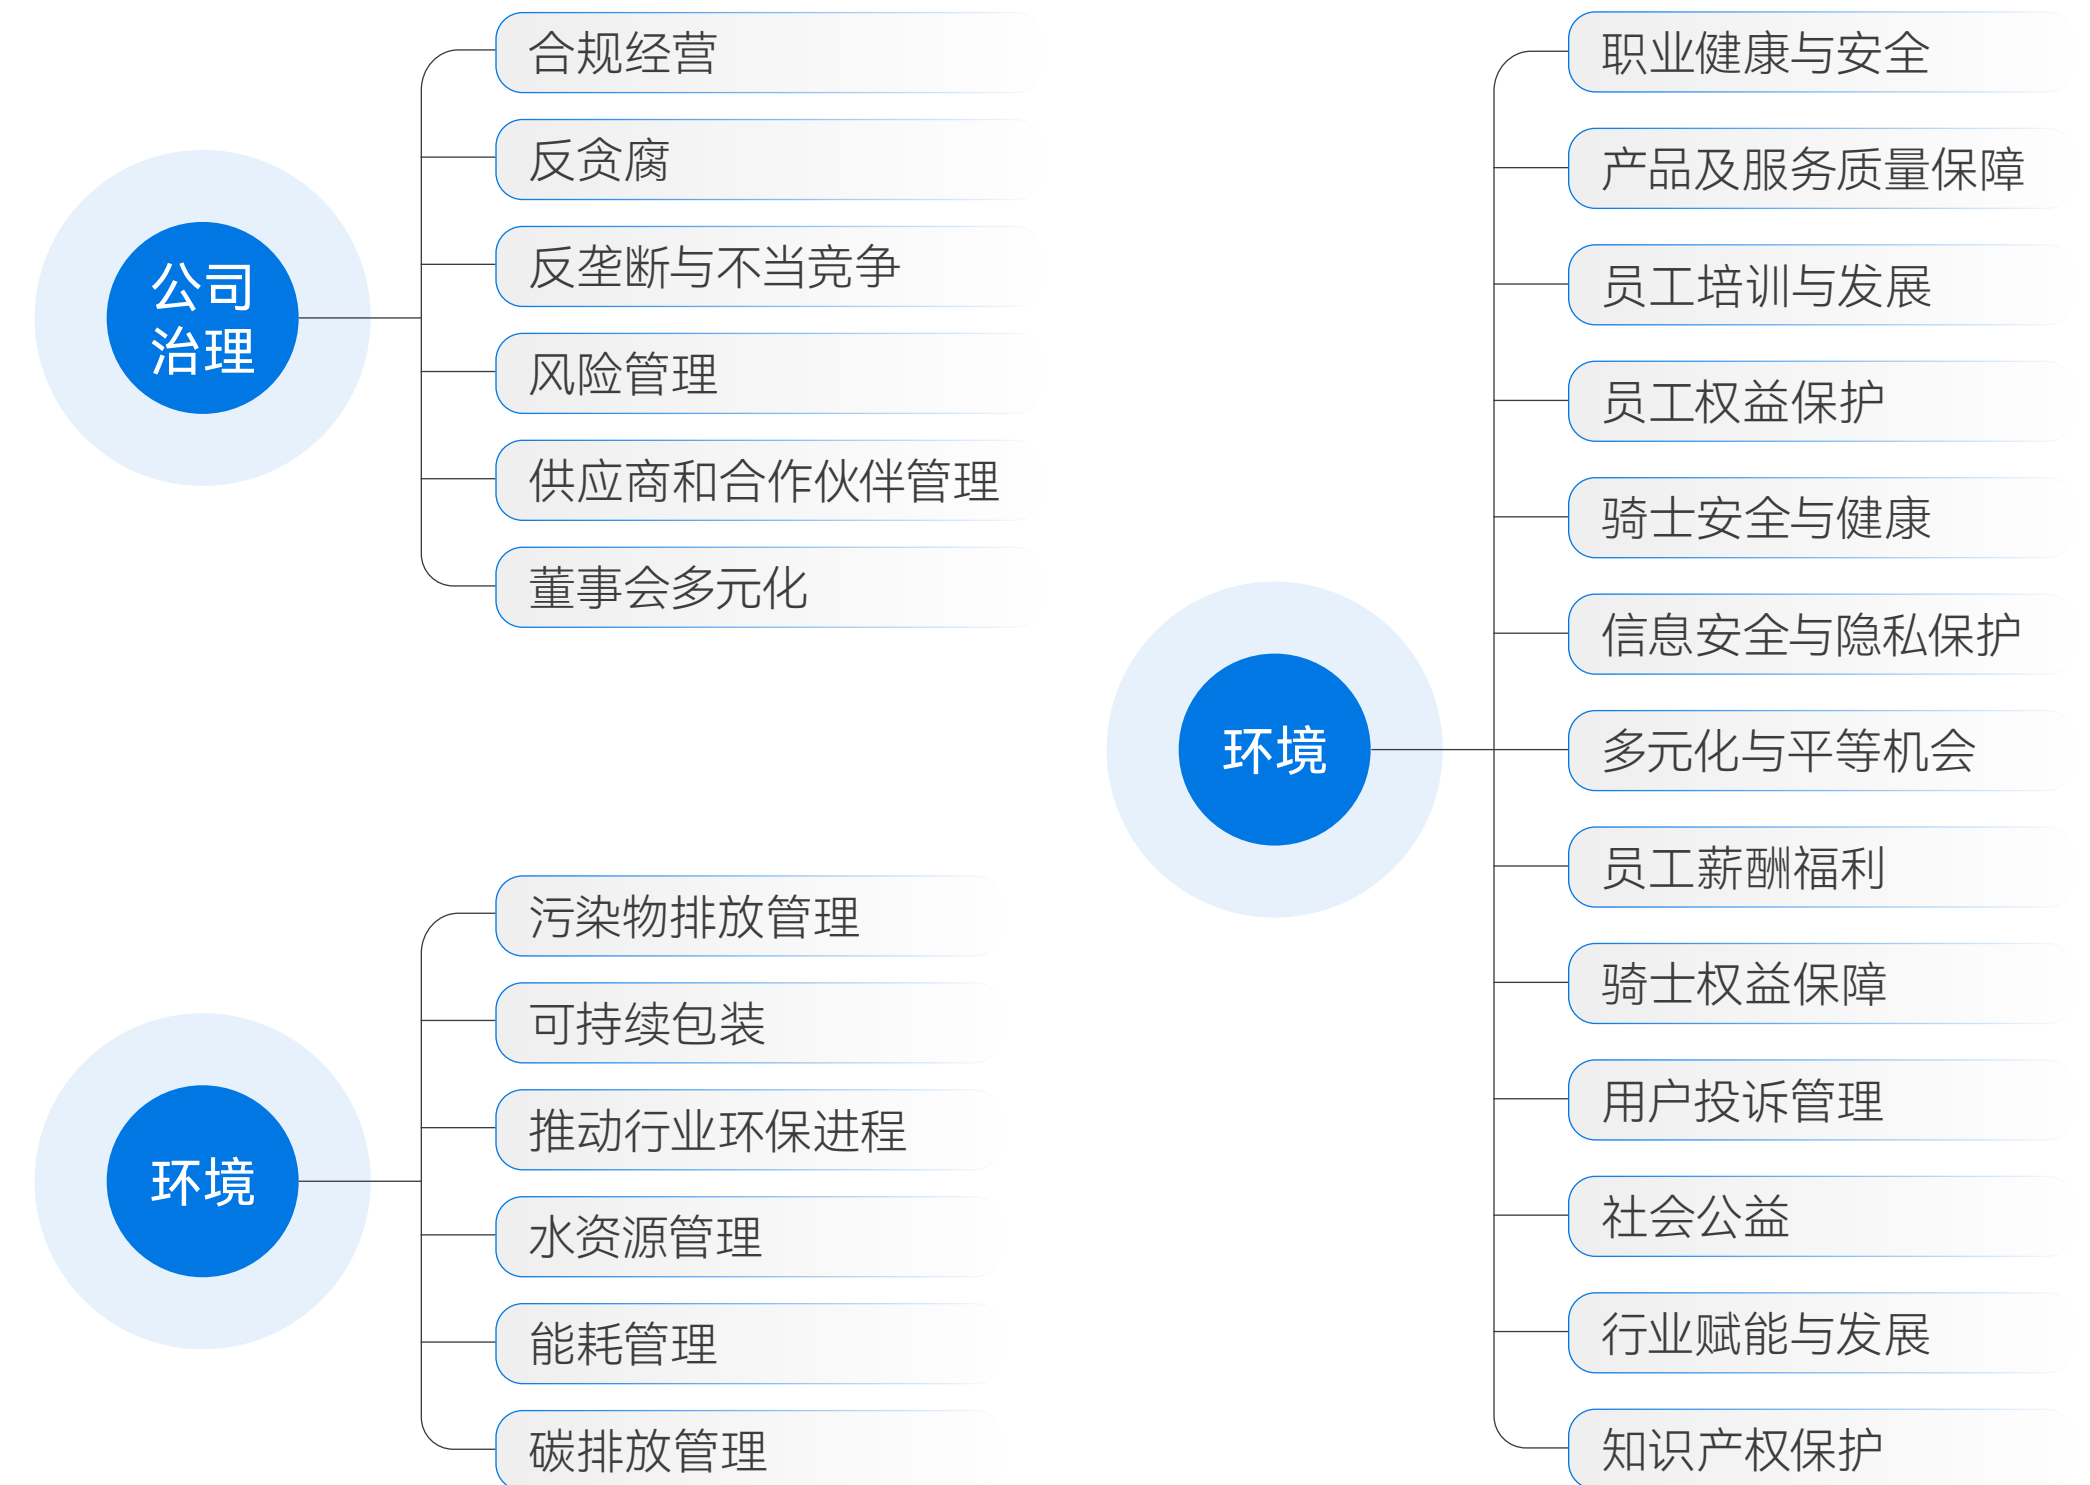 公司
治理
合规经营
反贪腐
反垄断与不当竞争
风险管理
供应商和合作伙伴管理
董事会多元化
环境
污染物排放管理
可持续包装
推动行业环保进程
水资源管理
能耗管理
碳排放管理
环境
职业健康与安全
产品及服务质量保障
员工培训与发展
员工权益保护
骑士安全与健康
信息安全与隐私保护
多元化与平等机会
员工薪酬福利
骑士权益保障
用户投诉管理
社会公益
行业赋能与发展
知识产权保护